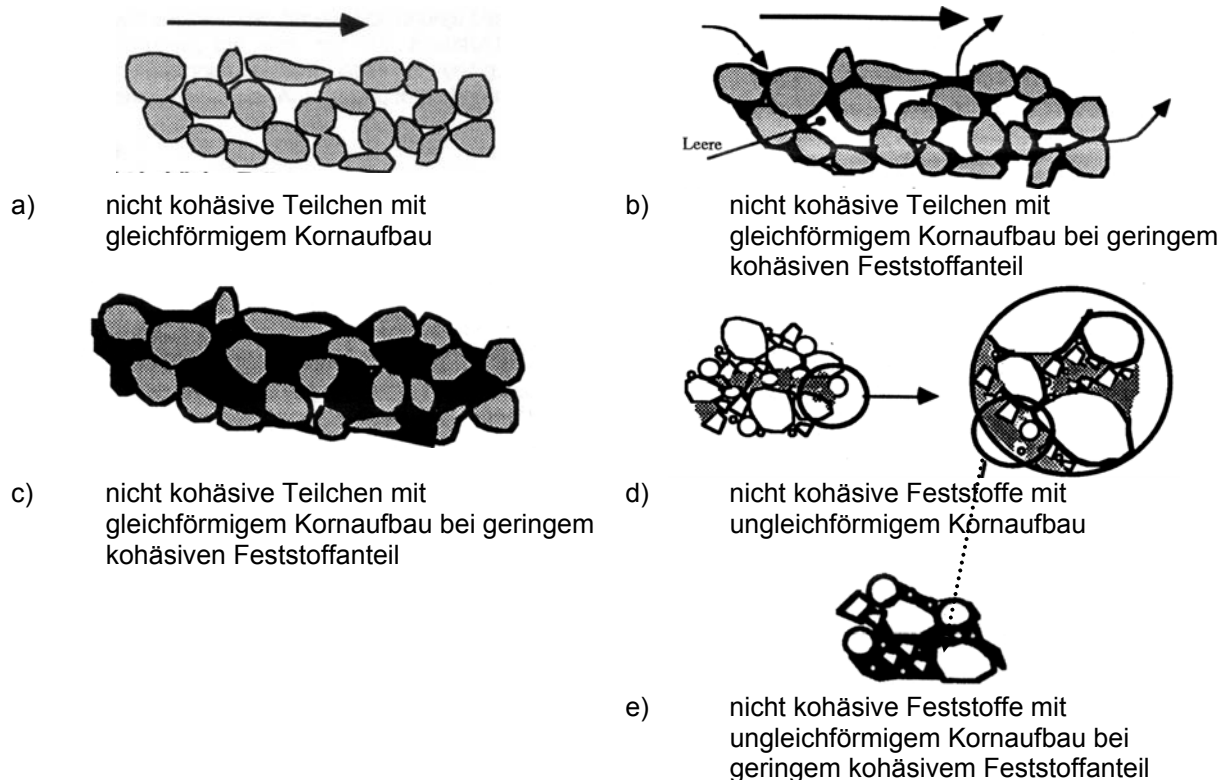 Leere
a) nicht kohäsive Teilchen mit
gleichförmigem Kornaufbau
b) nicht kohäsive Teilchen mit
gleichförmigem Kornaufbau bei geringem
kohäsiven Feststoffanteil
c) nicht kohäsive Teilchen mit
gleichförmigem Kornaufbau bei geringem
kohäsiven Feststoffanteil
d) nicht kohäsive Feststoffe mit
ungleichförmigem Kornaufbau
e) nicht kohäsive Feststoffe mit
ungleichförmigem Kornaufbau bei
geringem kohäsivem Feststoffanteil